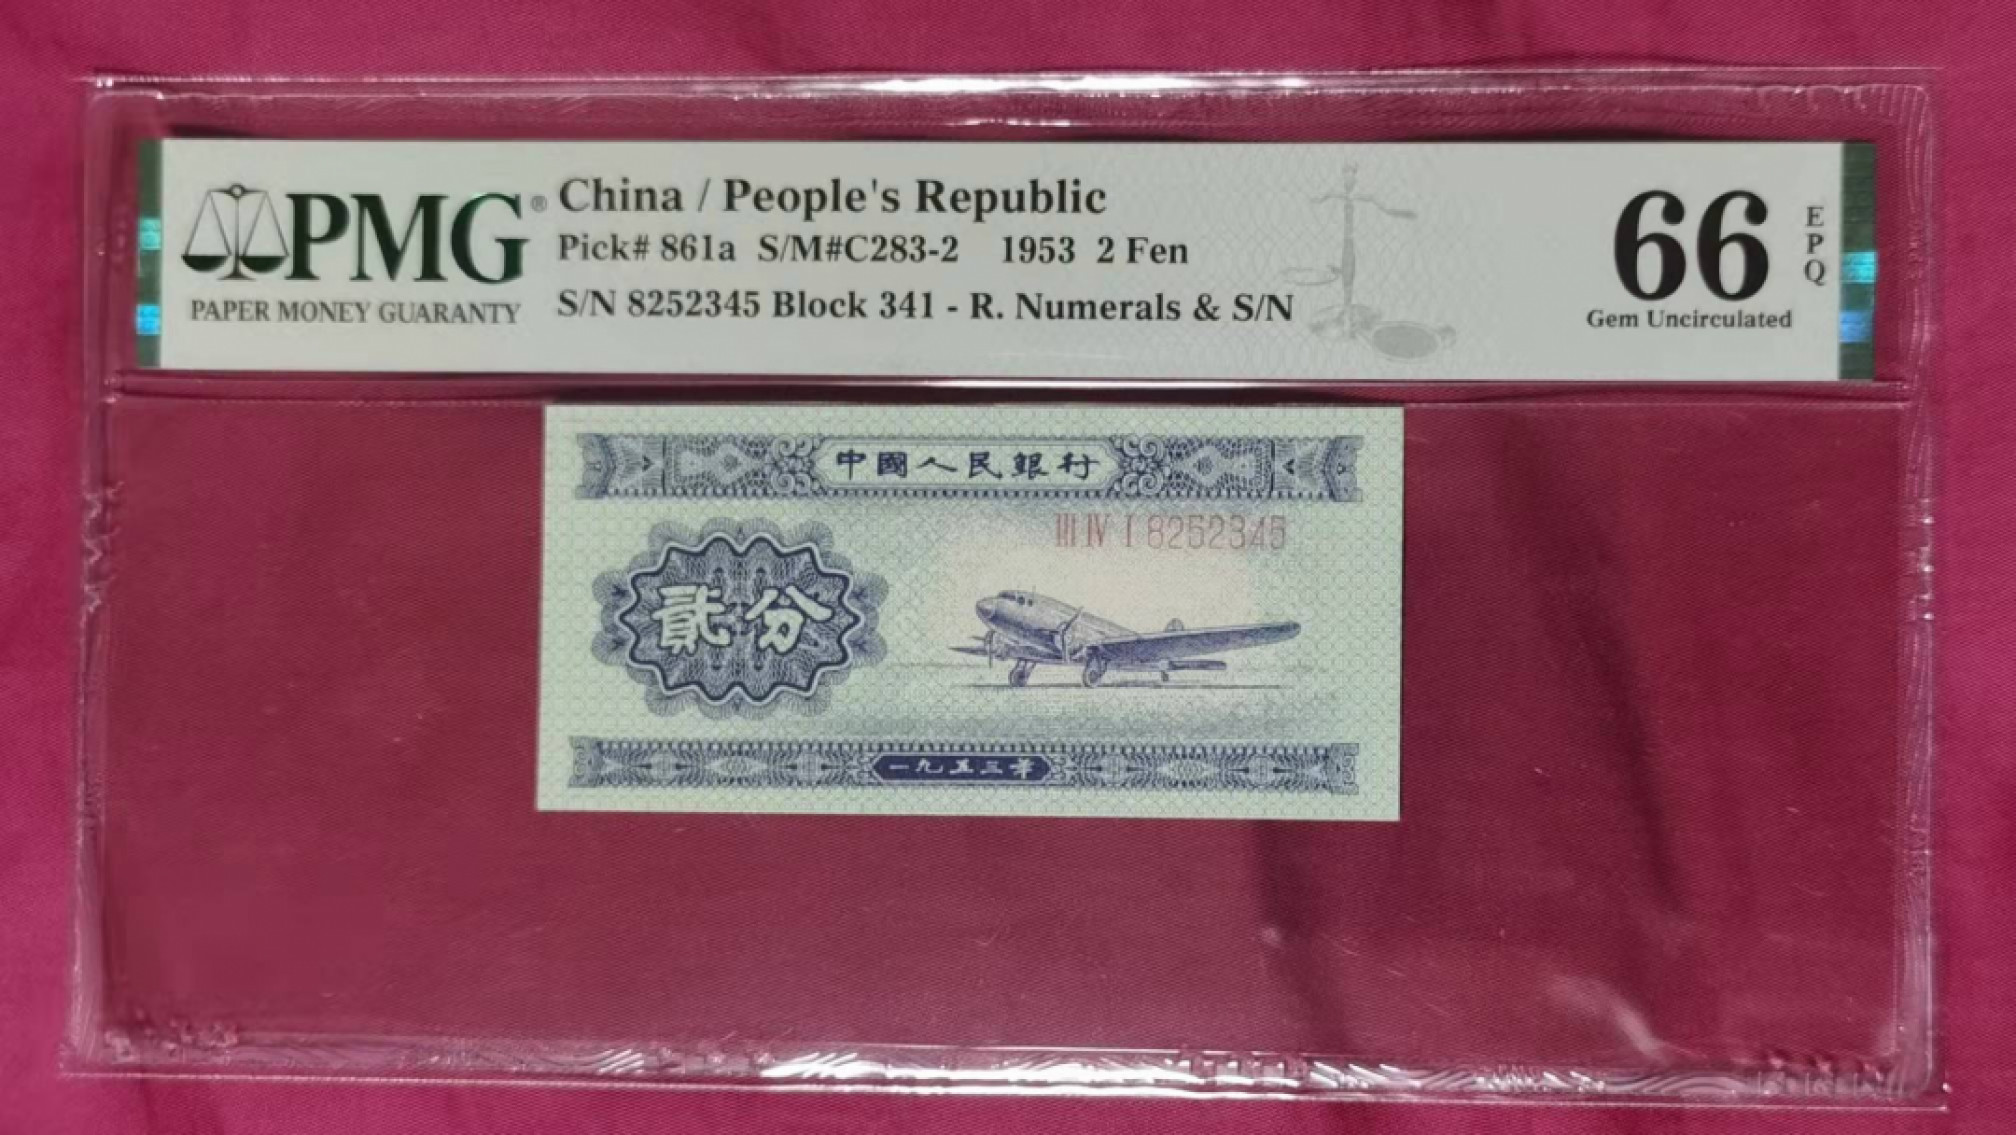 PMG®
PAPER MONEY GUARANTY
China / People's Republic
Pick# 861a S/M#C283-2 1953 2 Fen
S/N 8252345 Block 341 - R. Numerals & S/N
66
EPQ
Gem Uncirculated
中國人民銀行
III IV I 8252345
貳分
一九五三年